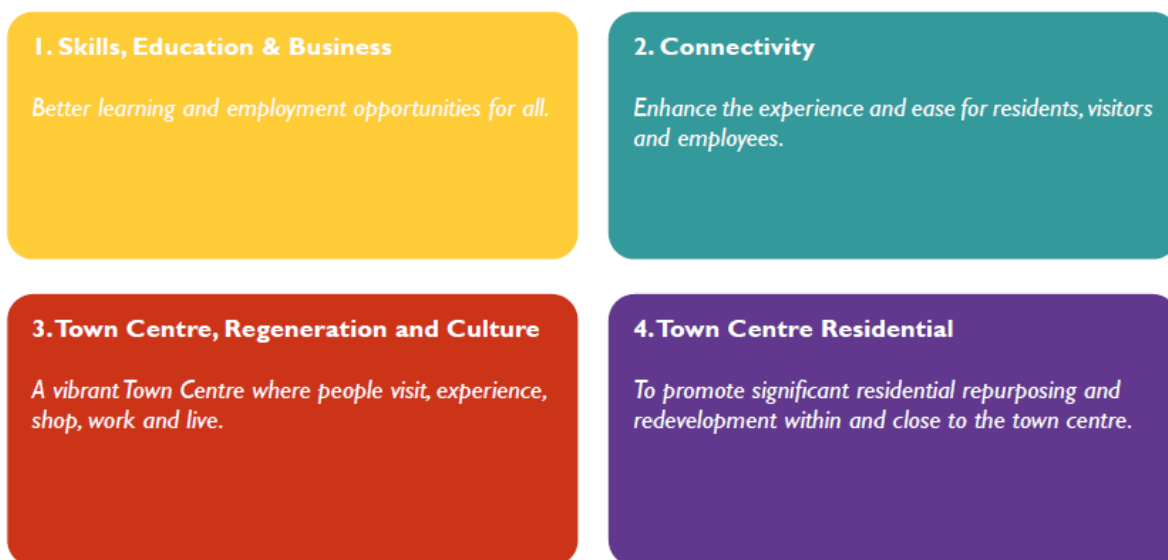 1. Skills, Education & Business
Better learning and employment opportunities for all.
2. Connectivity
Enhance the experience and ease for residents, visitors
and employees.
3. Town Centre, Regeneration and Culture
A vibrant Town Centre where people visit, experience,
shop, work and live.
4. Town Centre Residential
To promote significant residential repurposing and
redevelopment within and close to the town centre.